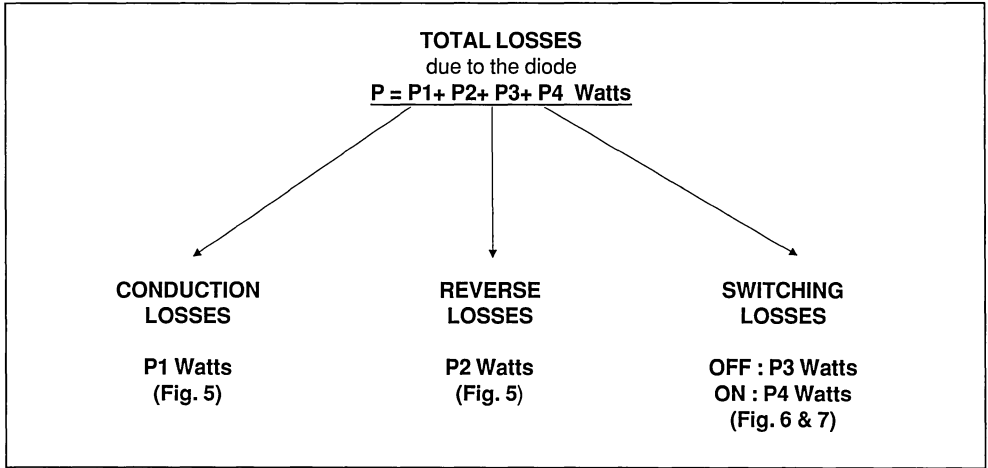 TOTAL LOSSES
due to the diode
P = P1+ P2+ P3+ P4 Watts
CONDUCTION
LOSSES
P1 Watts
(Fig. 5)
REVERSE
LOSSES
P2 Watts
(Fig. 5)
SWITCHING
LOSSES
OFF : P3 Watts
ON : P4 Watts
(Fig. 6 & 7)